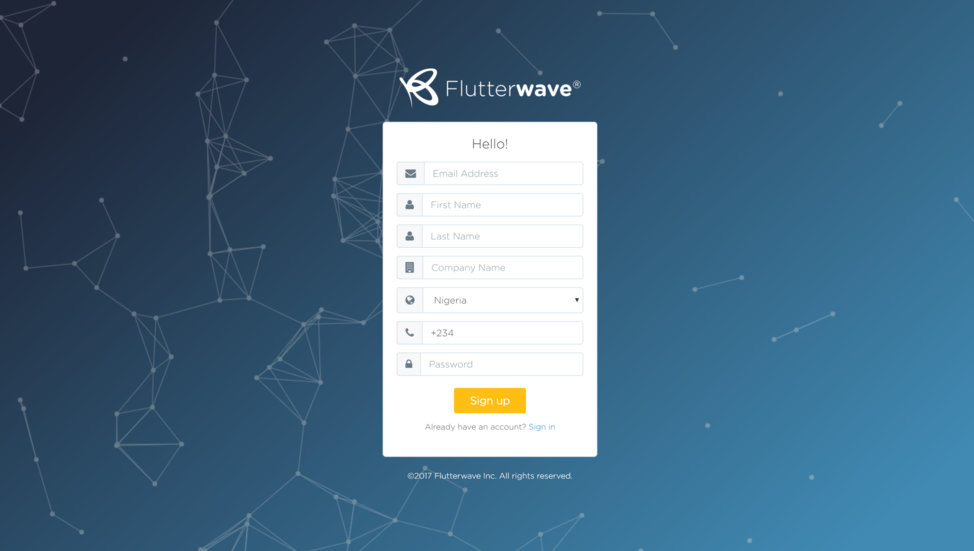 Flutterwave®
Hello!
Email Address
First Name
Last Name
Company Name
Nigeria
+234
Password
Sign up
Already have an account? Sign in
©2017 Flutterwave Inc. All rights reserved.